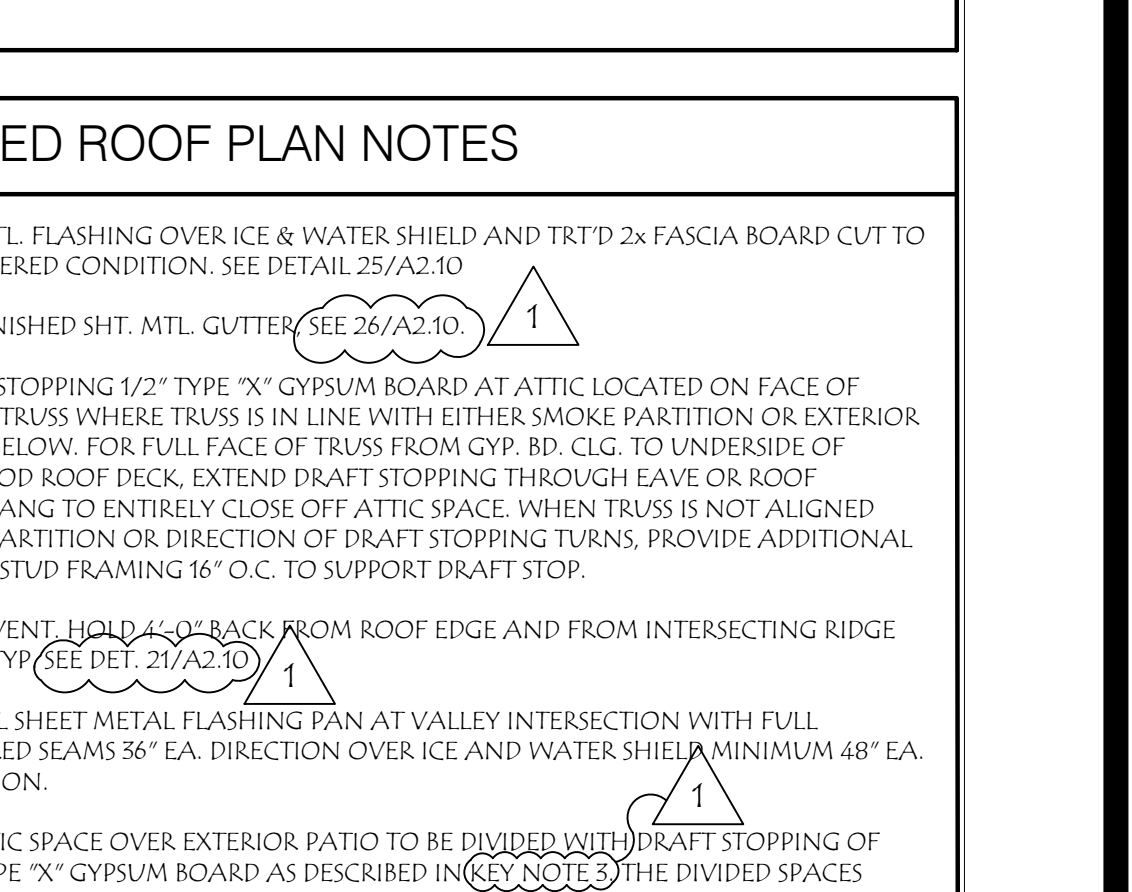 ED ROOF PLAN NOTES
TL. FLASHING OVER ICE & WATER SHIELD AND TRT'D 2x FASCIA BOARD CUT TO
ERED CONDITION. SEE DETAIL 25/A2.10
NISHED SHT. MTL. GUTTER, SEE 26/A2.10.
1
STOPPING 1/2" TYPE "X" GYPSUM BOARD AT ATTIC LOCATED ON FACE OF
TRUSS WHERE TRUSS IS IN LINE WITH EITHER SMOKE PARTITION OR EXTERIOR
ELOW. FOR FULL FACE OF TRUSS FROM GYP. BD. CLG. TO UNDERSIDE OF
OD ROOF DECK, EXTEND DRAFT STOPPING THROUGH EAVE OR ROOF
ANG TO ENTIRELY CLOSE OFF ATTIC SPACE. WHEN TRUSS IS NOT ALIGNED
ARTITION OR DIRECTION OF DRAFT STOPPING TURNS, PROVIDE ADDITIONAL
STUD FRAMING 16" O.C. TO SUPPORT DRAFT STOP.
VENT. HOLD 4'-0" BACK FROM ROOF EDGE AND FROM INTERSECTING RIDGE
YP. SEE DET. 21/A2.10
1
L SHEET METAL FLASHING PAN AT VALLEY INTERSECTION WITH FULL
RED SEAMS 36" EA. DIRECTION OVER ICE AND WATER SHIELD MINIMUM 48" EA.
ON.
1
IC SPACE OVER EXTERIOR PATIO TO BE DIVIDED WITH DRAFT STOPPING OF
PE "X" GYPSUM BOARD AS DESCRIBED IN KEY NOTE 3. THE DIVIDED SPACES